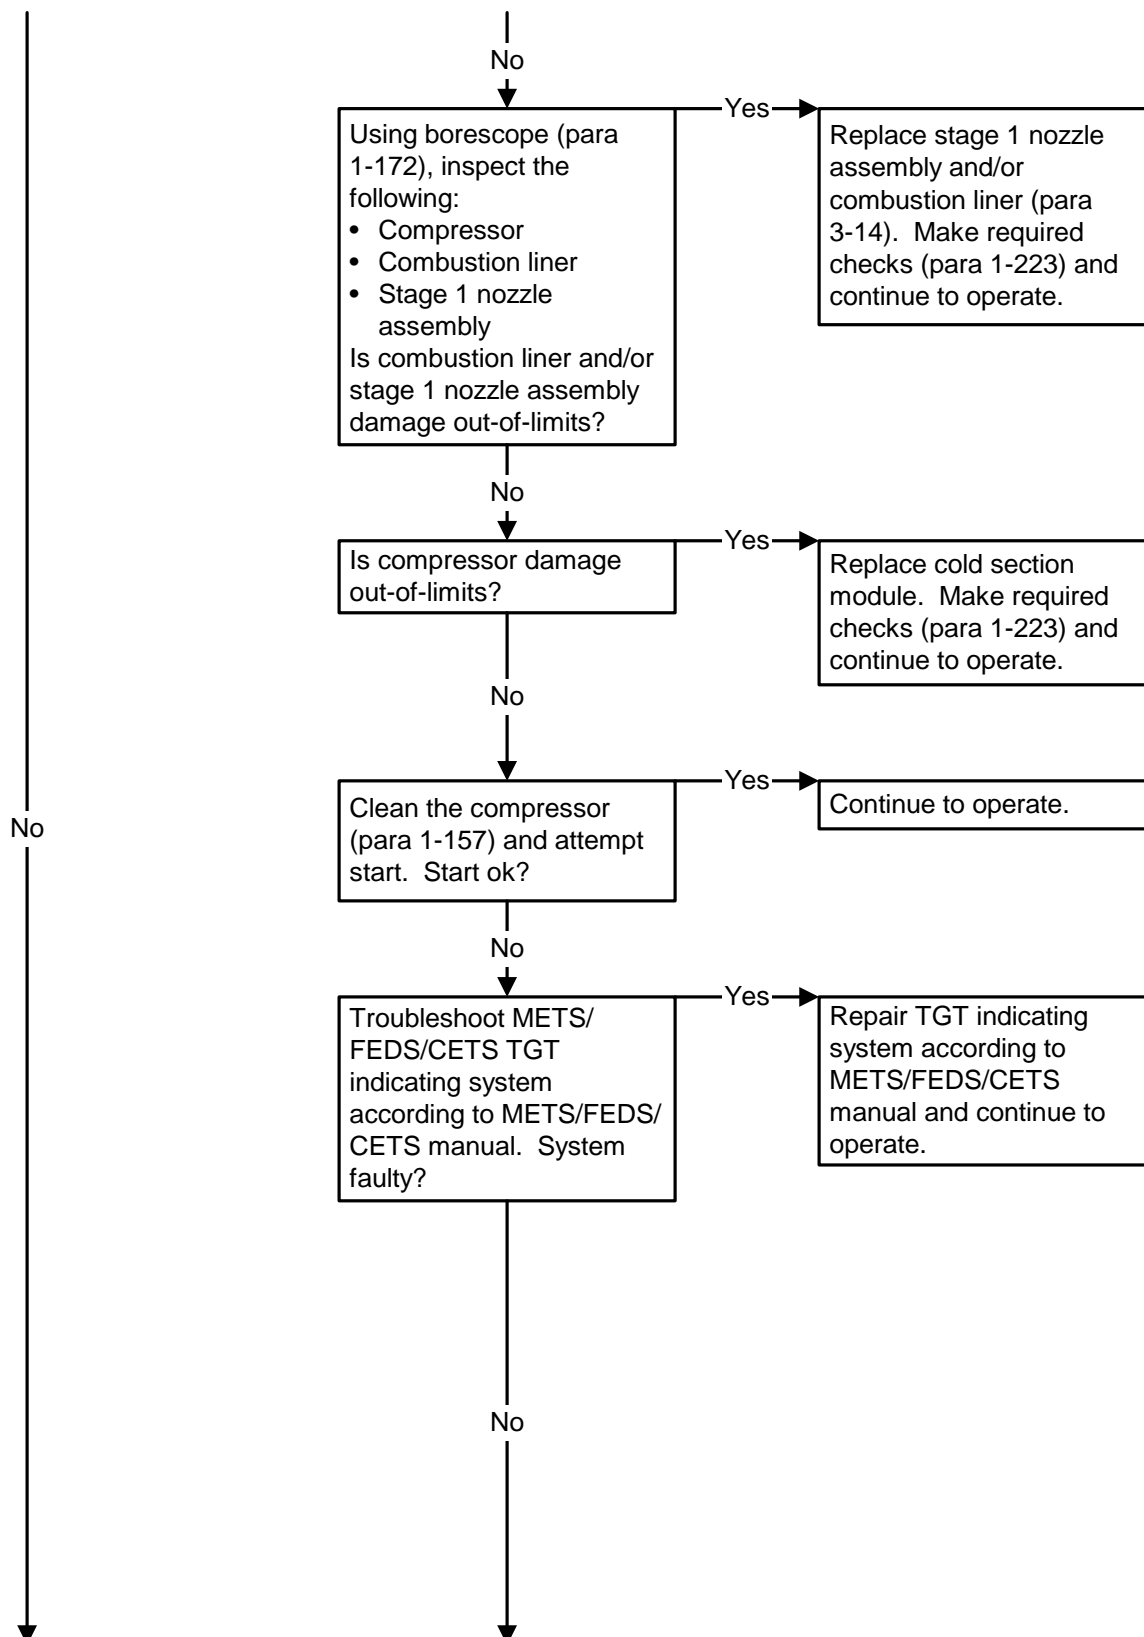 No
Yes
Using borescope (para
1-172), inspect the
following:
• Compressor
• Combustion liner
• Stage 1 nozzle
assembly
Is combustion liner and/or
stage 1 nozzle assembly
damage out-of-limits?
Replace stage 1 nozzle
assembly and/or
combustion liner (para
3-14). Make required
checks (para 1-223) and
continue to operate.
No
Yes
Is compressor damage
out-of-limits?
Replace cold section
module. Make required
checks (para 1-223) and
continue to operate.
No
Yes
Clean the compressor
(para 1-157) and attempt
start. Start ok?
Continue to operate.
No
No
Yes
Troubleshoot METS/
FEDS/CETS TGT
indicating system
according to METS/FEDS/
CETS manual. System
faulty?
Repair TGT indicating
system according to
METS/FEDS/CETS
manual and continue to
operate.
No